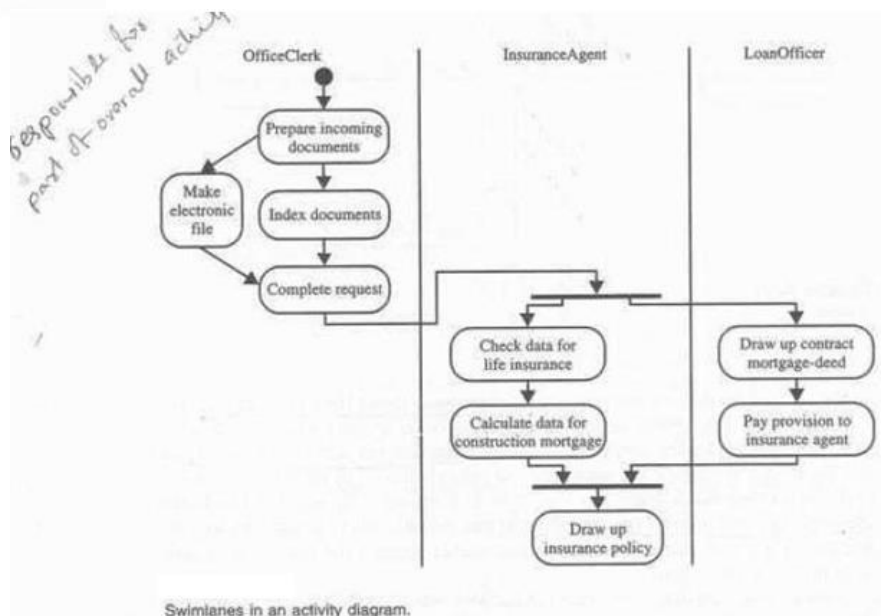 responsible for
part of overall activi
OfficeClerk
InsuranceAgent
LoanOfficer
Prepare incoming
documents
Make
electronic
file
Index documents
Complete request
Check data for
life insurance
Draw up contract
mortgage-deed
Calculate data for
construction mortgage
Pay provision to
insurance agent
Draw up
insurance policy
Swimlanes in an activity diagram.